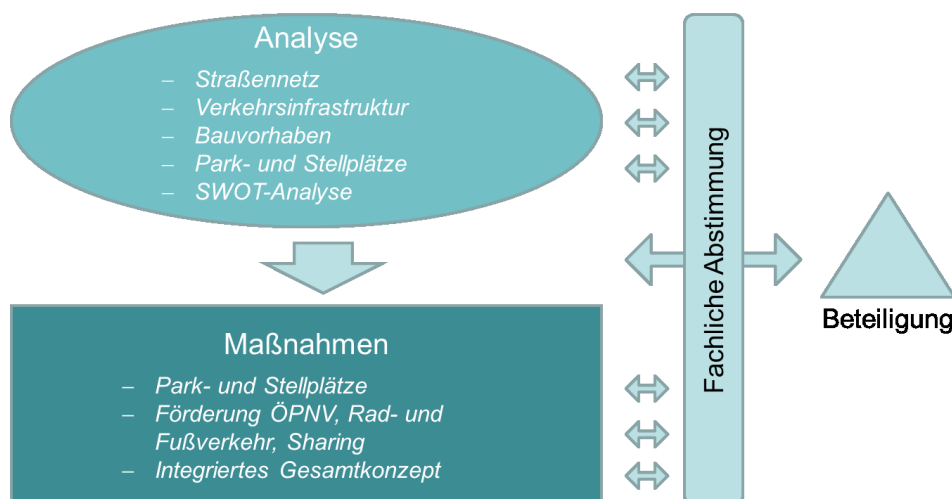 Analyse
– Straßennetz
– Verkehrsinfrastruktur
– Bauvorhaben
– Park- und Stellplätze
– SWOT-Analyse
Maßnahmen
– Park- und Stellplätze
– Förderung ÖPNV, Rad- und
Fußverkehr, Sharing
– Integriertes Gesamtkonzept
Fachliche Abstimmung
Beteiligung